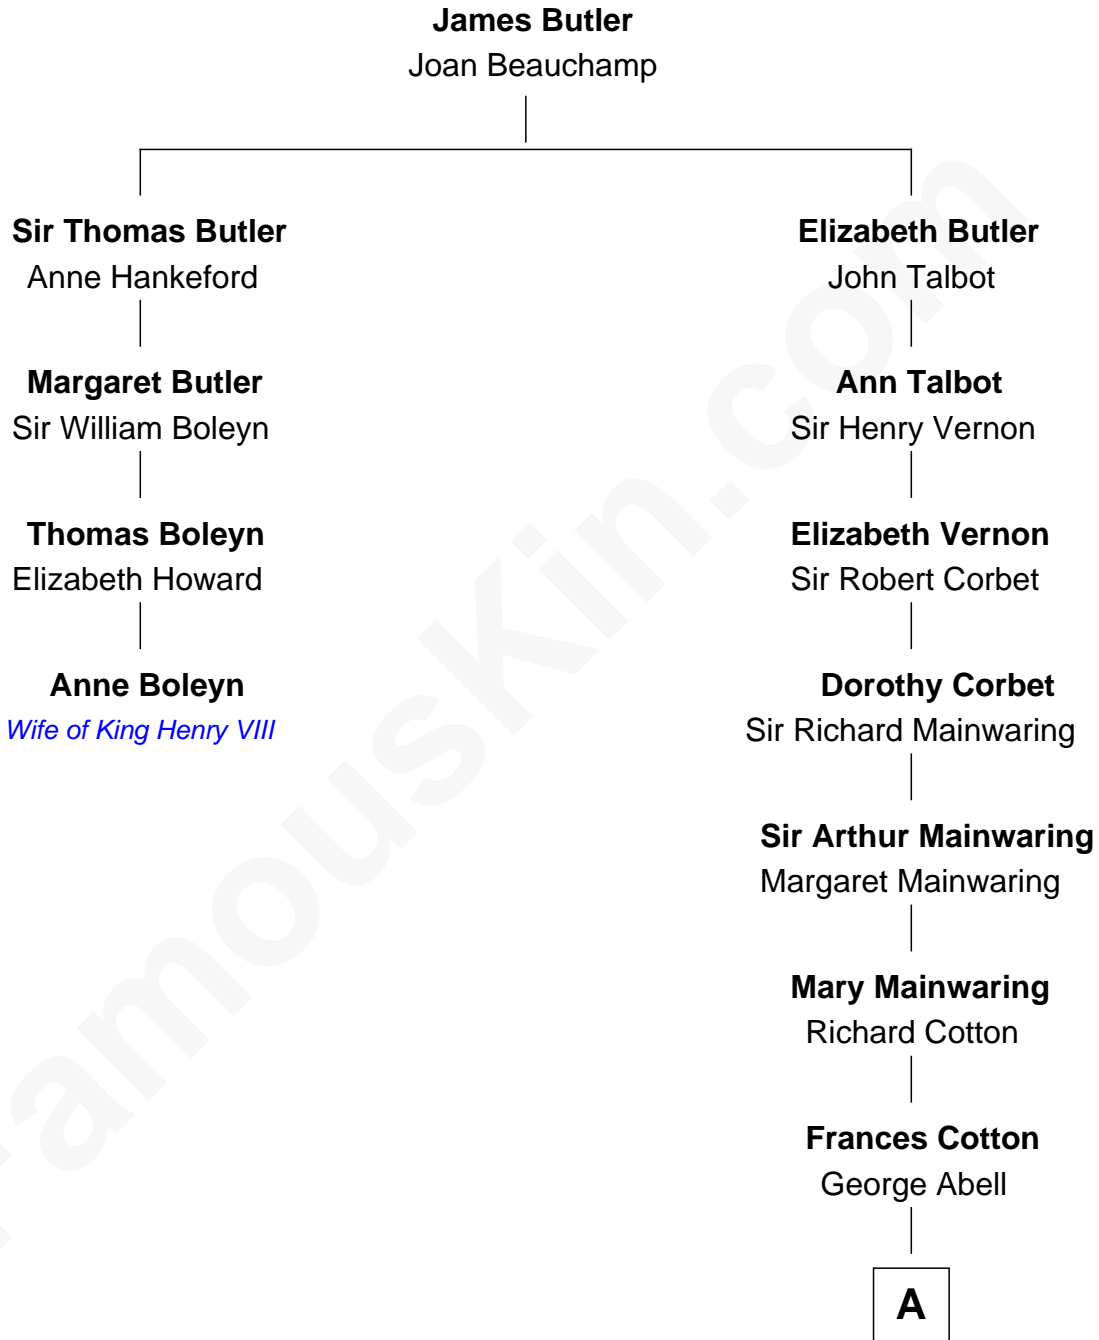 James Butler
Joan Beauchamp
Sir Thomas Butler
Anne Hankeford
Margaret Butler
Sir William Boleyn
Thomas Boleyn
Elizabeth Howard
Anne Boleyn
Wife of King Henry VIII
Elizabeth Butler
John Talbot
Ann Talbot
Sir Henry Vernon
Elizabeth Vernon
Sir Robert Corbet
Dorothy Corbet
Sir Richard Mainwaring
Sir Arthur Mainwaring
Margaret Mainwaring
Mary Mainwaring
Richard Cotton
Frances Cotton
George Abell
A
FamousKin.com